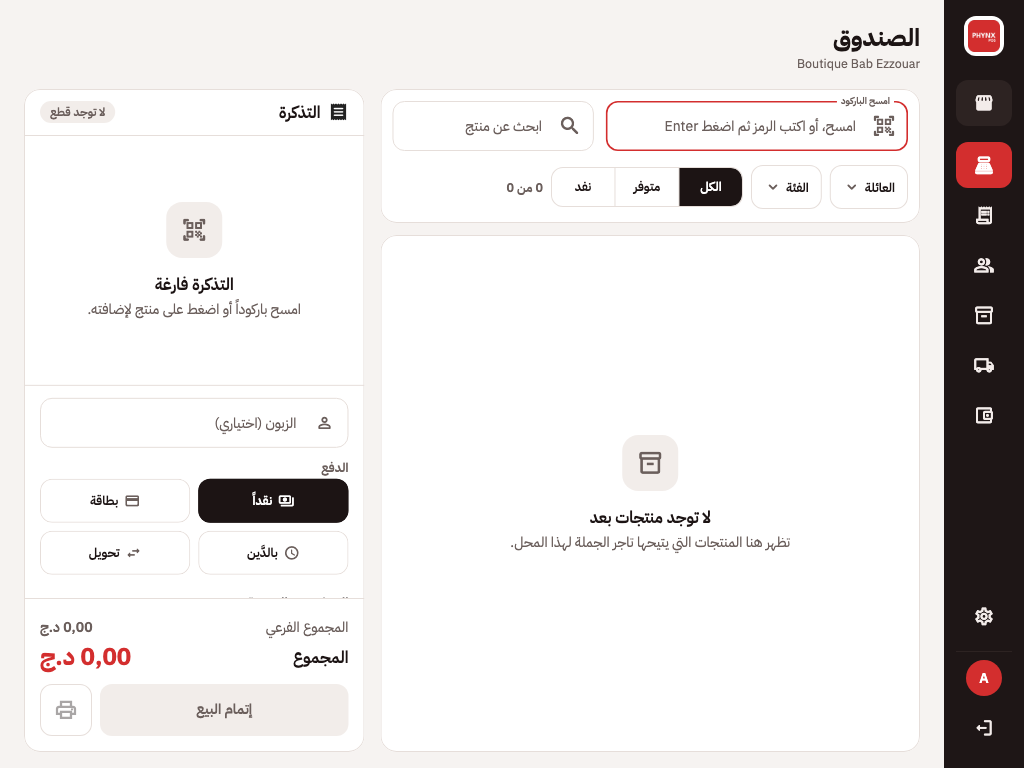 PHYNX
الصندوق
Boutique Bab Ezzouar
امسح الباركود
امسح، أو اكتب الرمز ثم اضغط Enter
ابحث عن منتج
العائلة
الفئة
الكل
متوفر
نفد
0 من 0
لا توجد منتجات بعد
تظهر هنا المنتجات التي يتيحها تاجر الجملة لهذا المحل.
التذكرة
لا توجد قطع
التذكرة فارغة
امسح باركوداً أو اضغط على منتج لإضافته.
الزبون (اختياري)
الدفع
نقداً
بطاقة
بالدَّين
تحويل
المجموع الفرعي
0,00 د.ج
المجموع
0,00 د.ج
إتمام البيع
A